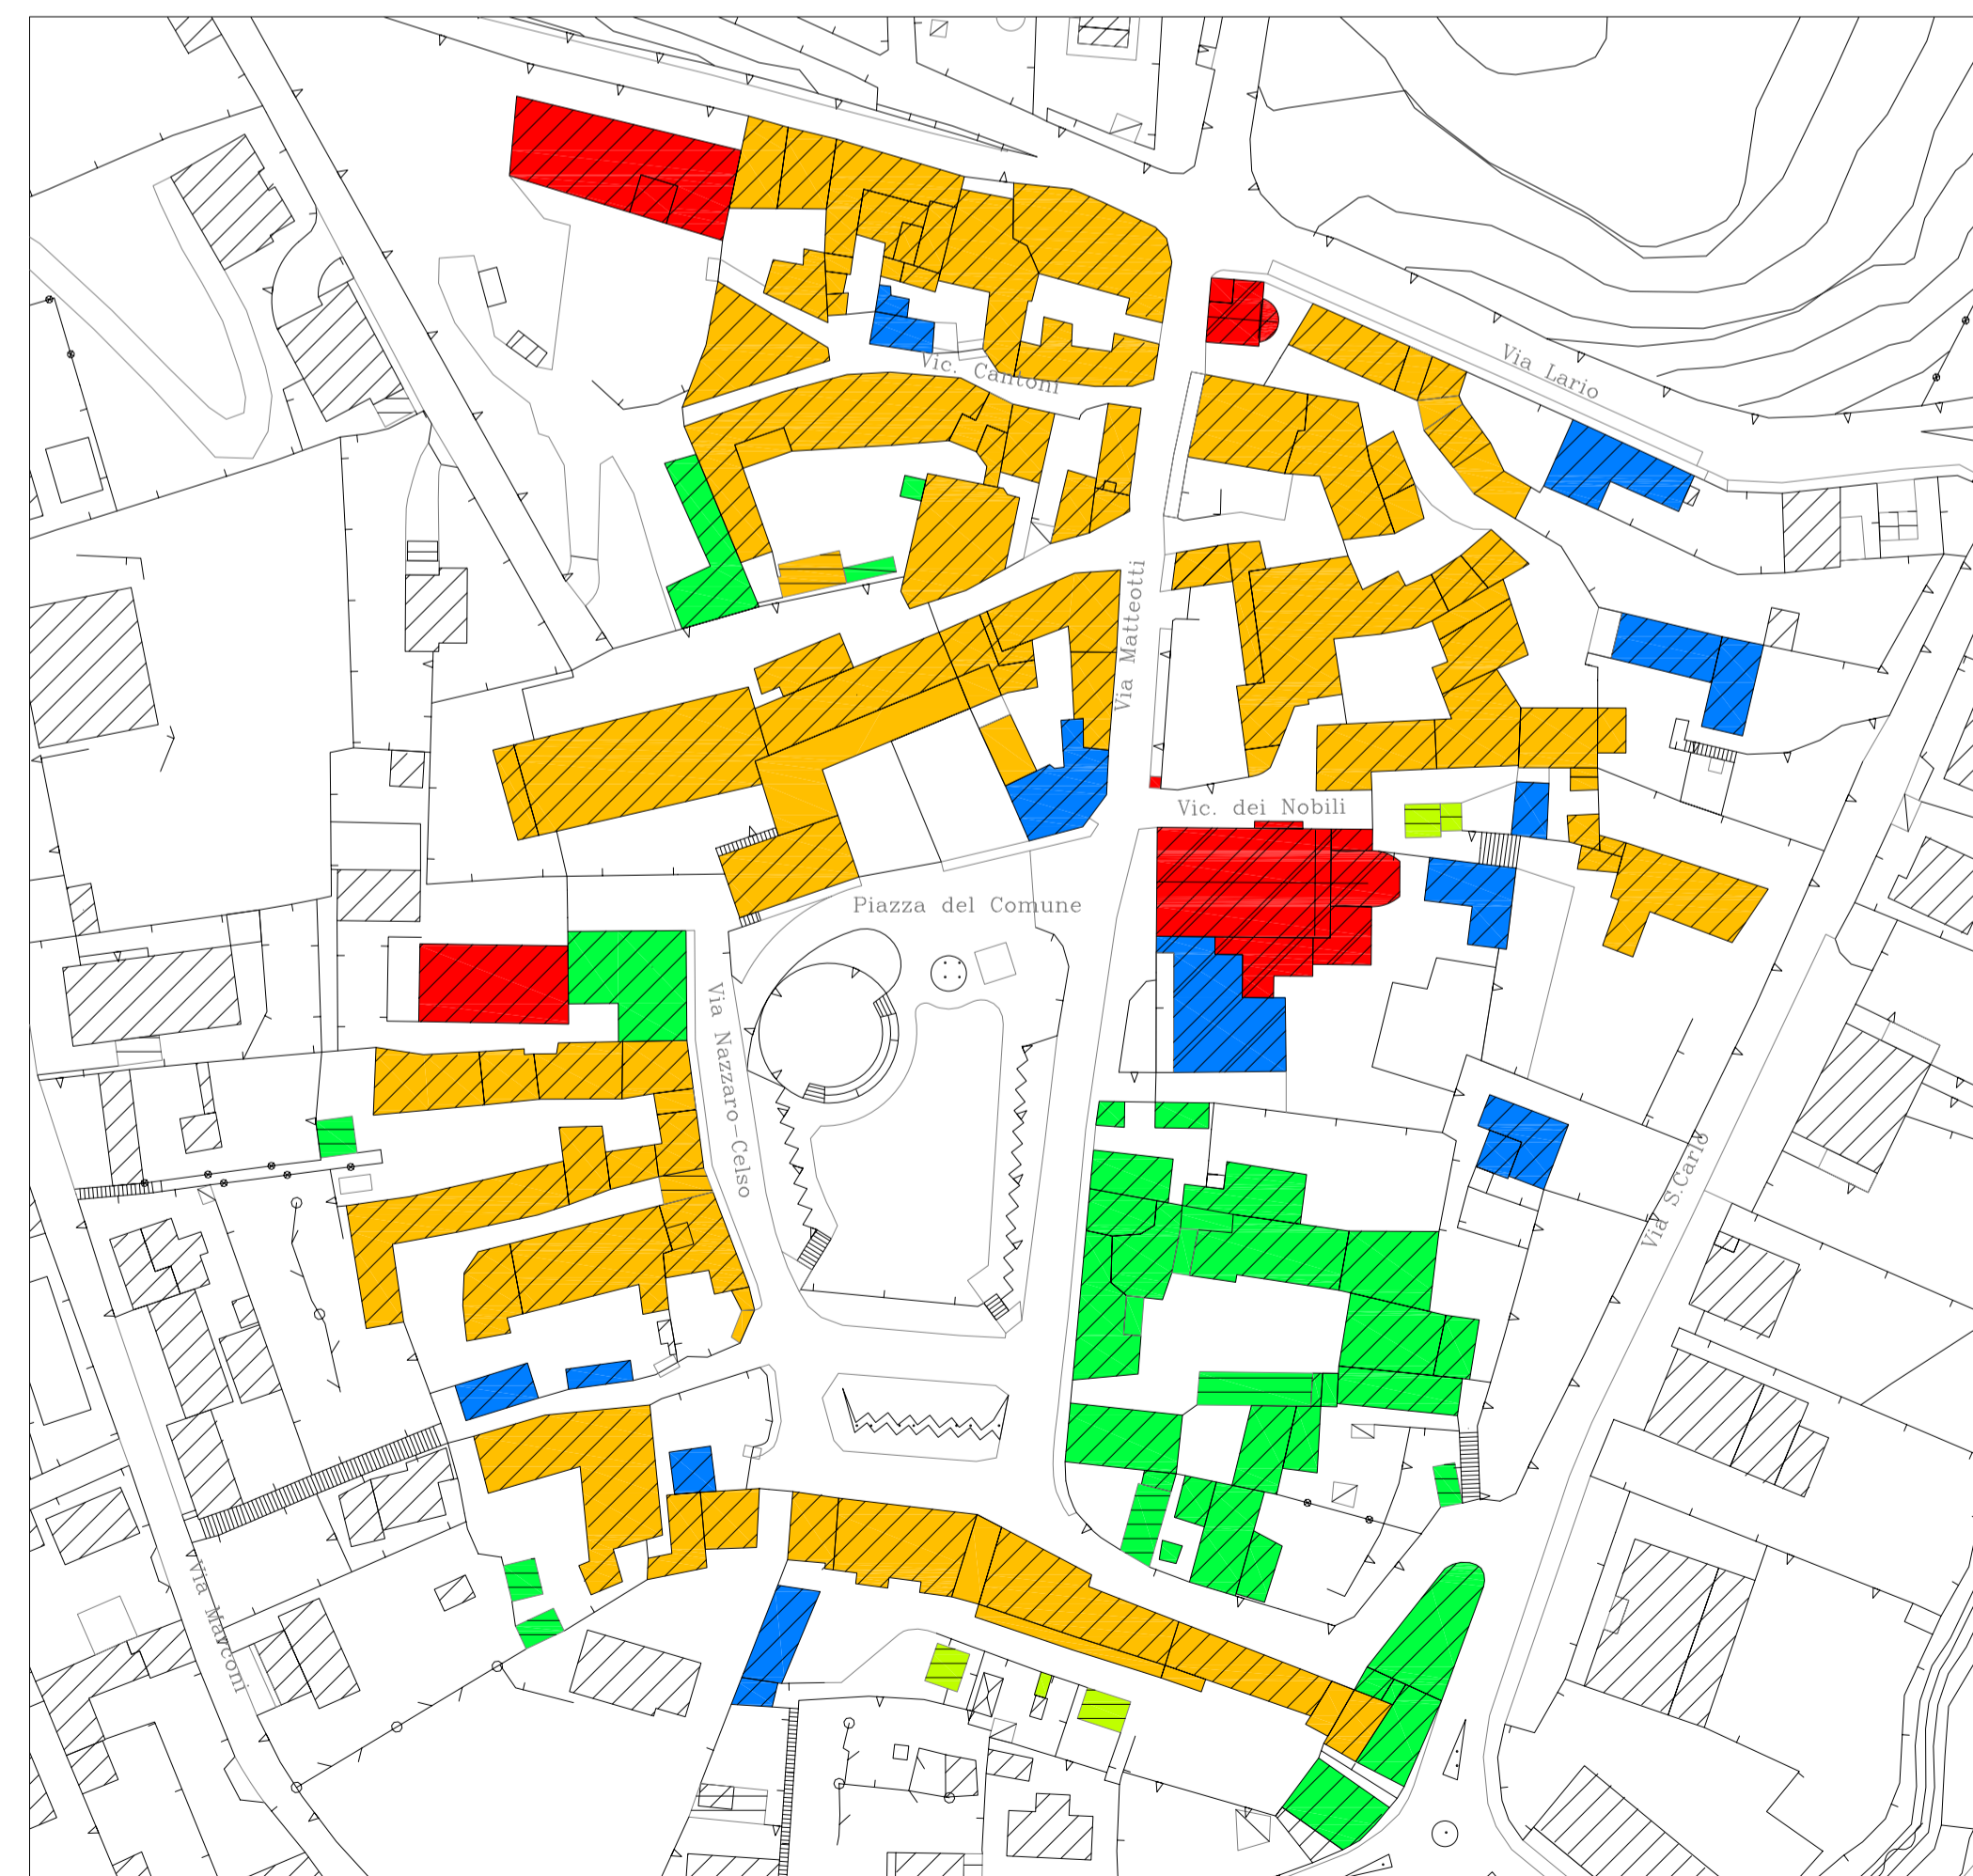 Via Lario
Vic. Cantoni
Via Matteotti
Vic. dei Nobili
Piazza del Comune
Via Nazzaro-Celso
Via S.Carlo
Via Marconi